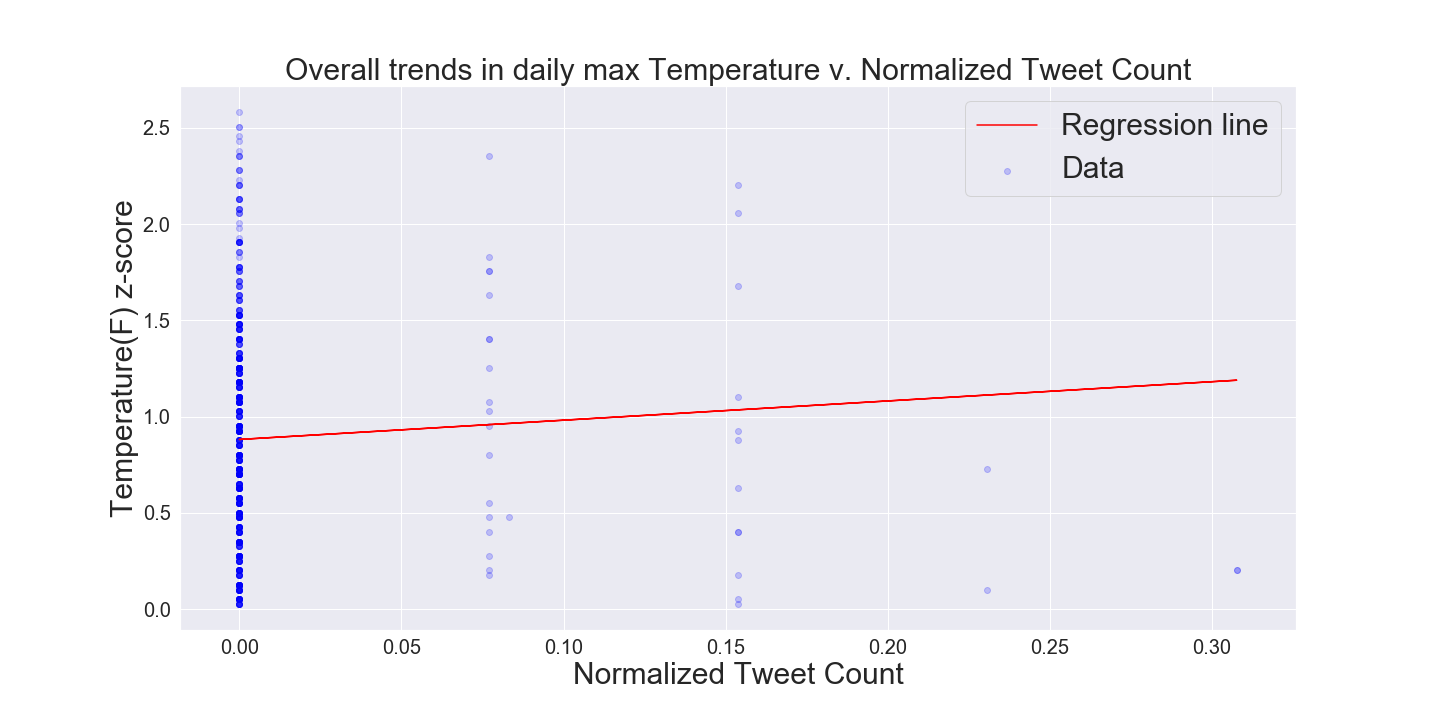 Overall trends in daily max Temperature v. Normalized Tweet Count
Regression line
Data
Temperature(F) z-score
2.5
2.0
1.5
1.0
0.5
0.0
0.00 0.05 0.10 0.15 0.20 0.25 0.30
Normalized Tweet Count